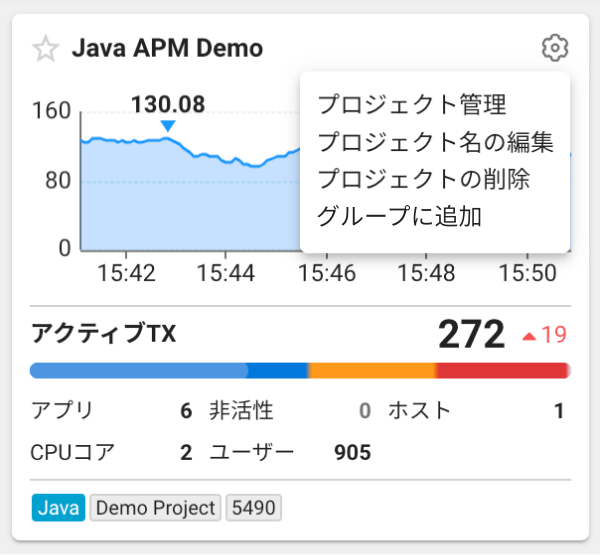 Java APM Demo
130.08
160
80
0
15:42 15:44 15:46 15:48 15:50
プロジェクト管理
プロジェクト名の編集
プロジェクトの削除
グループに追加
アクティブTX 272 19
アプリ 6 非活性 0 ホスト 1
CPUコア 2 ユーザー 905
Java Demo Project 5490